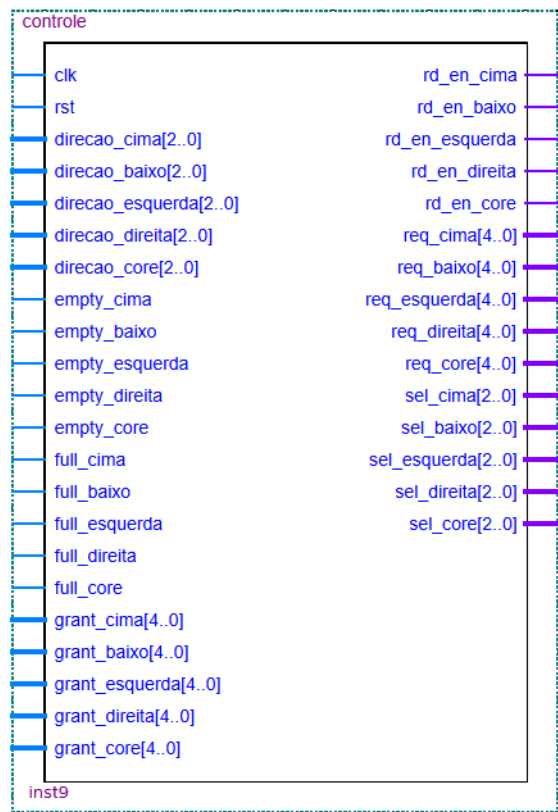 controle
clk rd_en_cima
rst rd_en_baixo
direcao_cima[2..0] rd_en_esquerda
direcao_baixo[2..0] rd_en_direita
direcao_esquerda[2..0] rd_en_core
direcao_direita[2..0] req_cima[4..0]
direcao_core[2..0] req_baixo[4..0]
empty_cima req_esquerda[4..0]
empty_baixo req_direita[4..0]
empty_esquerda req_core[4..0]
empty_direita sel_cima[2..0]
empty_core sel_baixo[2..0]
full_cima sel_esquerda[2..0]
full_baixo sel_direita[2..0]
full_esquerda sel_core[2..0]
full_direita
full_core
grant_cima[4..0]
grant_baixo[4..0]
grant_esquerda[4..0]
grant_direita[4..0]
grant_core[4..0]
inst9